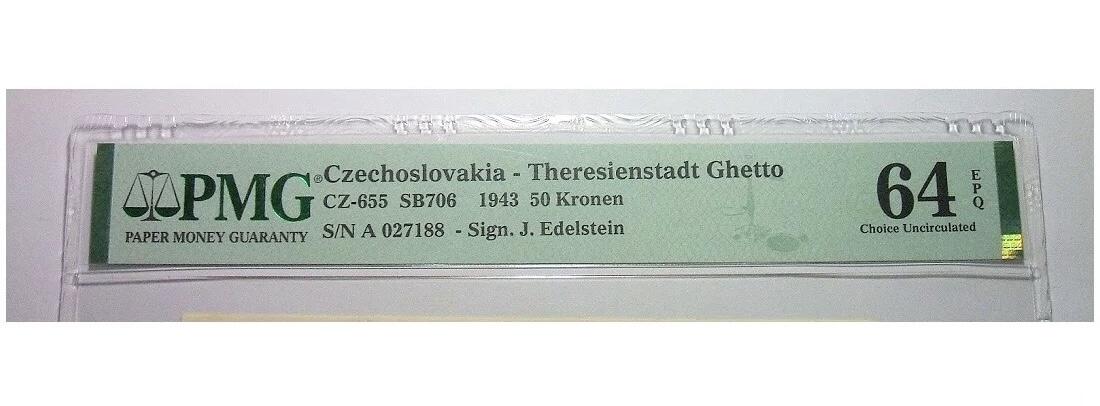 PMG®
PAPER MONEY GUARANTY
Czechoslovakia - Theresienstadt Ghetto
CZ-655 SB706 1943 50 Kronen
S/N A 027188 - Sign. J. Edelstein
64 EPQ
Choice Uncirculated